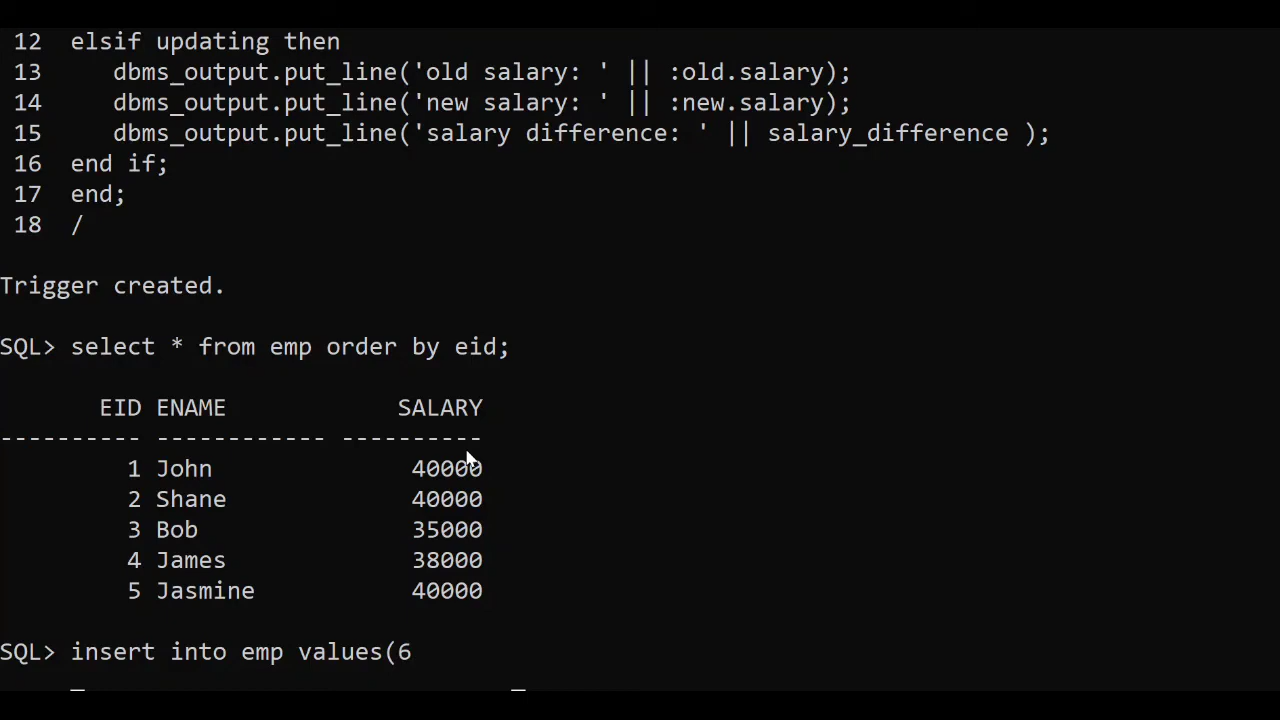 12 elsif updating then
13 dbms_output.put_line('old salary: ' || :old.salary);
14 dbms_output.put_line('new salary: ' || :new.salary);
15 dbms_output.put_line('salary difference: ' || salary_difference );
16 end if;
17 end;
18 /
Trigger created.
SQL> select * from emp order by eid;
EID ENAME SALARY
---------- ------------ ----------
1 John 40000
2 Shane 40000
3 Bob 35000
4 James 38000
5 Jasmine 40000
SQL> insert into emp values(6